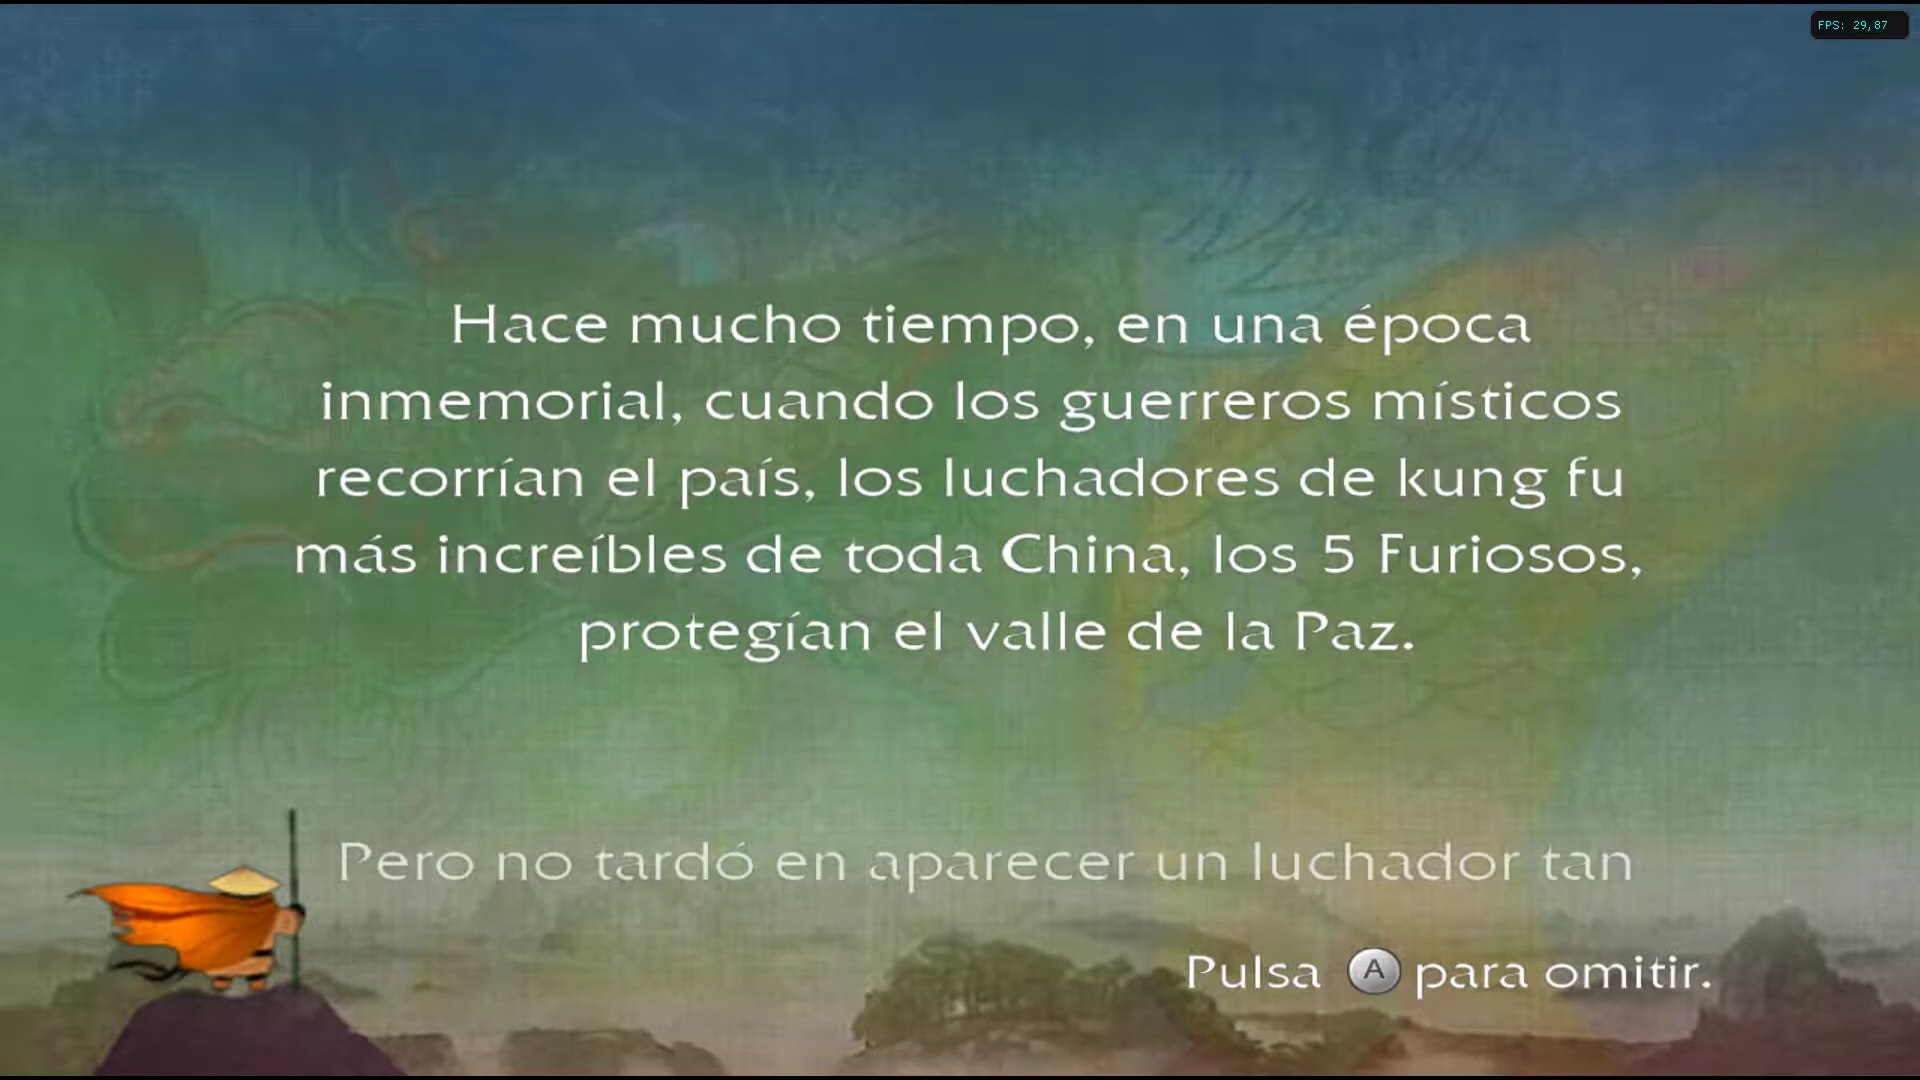 FPS: 29,87
Hace mucho tiempo, en una época
inmemorial, cuando los guerreros místicos
recorrían el país, los luchadores de kung fu
más increíbles de toda China, los 5 Furiosos,
protegían el valle de la Paz.
Pero no tardó en aparecer un luchador tan
Pulsa A para omitir.